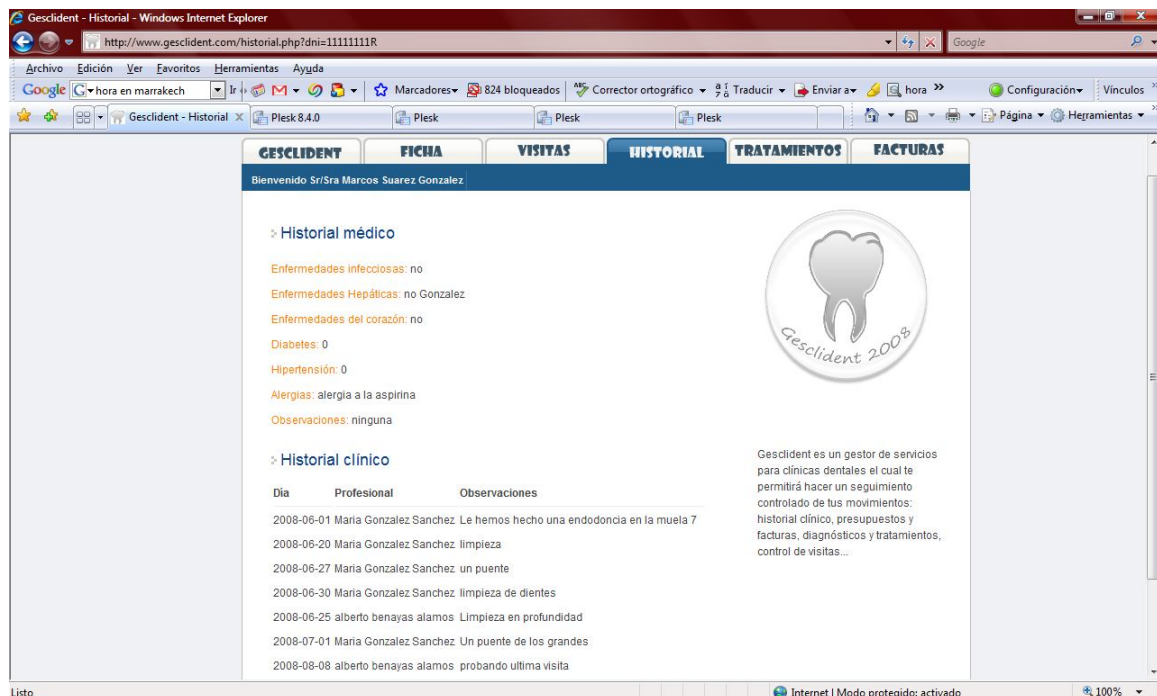 Gesclident - Historial - Windows Internet Explorer
http://www.gesclident.com/historial.php?dni=11111111R
Google
Archivo Edición Ver Favoritos Herramientas Ayuda
Google hora en marrakech Ir Marcadores 824 bloqueados Corrector ortográfico Traducir Enviar a hora » Configuración Vínculos »
Gesclident - Historial X Plesk 8.4.0 Plesk Plesk Plesk Página Herramientas »
GESCLIDENT FICHA VISITAS HISTORIAL TRATAMIENTOS FACTURAS
Bienvenido Sr/Sra Marcos Suarez Gonzalez
Historial médico
Enfermedades infecciosas: no
Enfermedades Hepáticas: no Gonzalez
Enfermedades del corazón: no
Diabetes: 0
Hipertensión: 0
Alergias: alergia a la aspirina
Observaciones: ninguna
Historial clínico
Dia Profesional Observaciones
2008-06-01 Maria Gonzalez Sanchez Le hemos hecho una endodoncia en la muela 7
2008-06-20 Maria Gonzalez Sanchez limpieza
2008-06-27 Maria Gonzalez Sanchez un puente
2008-06-30 Maria Gonzalez Sanchez limpieza de dientes
2008-06-25 alberto benayas alamos Limpieza en profundidad
2008-07-01 Maria Gonzalez Sanchez Un puente de los grandes
2008-08-08 alberto benayas alamos probando ultima visita
Gesclident 2008
Gesclident es un gestor de servicios
para clínicas dentales el cual te
permitirá hacer un seguimiento
controlado de tus movimientos:
historial clínico, presupuestos y
facturas, diagnósticos y tratamientos,
control de visitas...
Listo Internet | Modo protegido: activado 100%